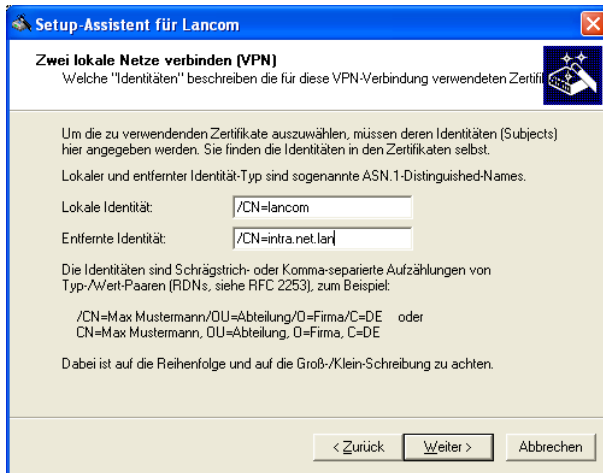 Setup-Assistent für Lancom
Zwei lokale Netze verbinden (VPN)
Welche "Identitäten" beschreiben die für diese VPN-Verbindung verwendeten
Um die zu verwendenden Zertifikate auszuwählen, müssen deren Identitäten (Subjects)
hier angegeben werden. Sie finden die Identitäten in den Zertifikaten selbst.
Lokaler und entfernter Identität-Typ sind sogenannte ASN.1-Distinguished-Names.
Lokale Identität: /CN=lancom
Entfernte Identität: /CN=intra.net.lan
Die Identitäten sind Schrägstrich- oder Komma-separierte Aufzählungen von
Typ-/Wert-Paaren (RDNs, siehe RFC 2253), zum Beispiel:
/CN=Max Mustermann/OU=Abteilung/O=Firma/C=DE oder
CN=Max Mustermann, OU=Abteilung, O=Firma, C=DE
Dabei ist auf die Reihenfolge und auf die Groß-/Klein-Schreibung zu achten.
< Zurück Weiter > Abbrechen